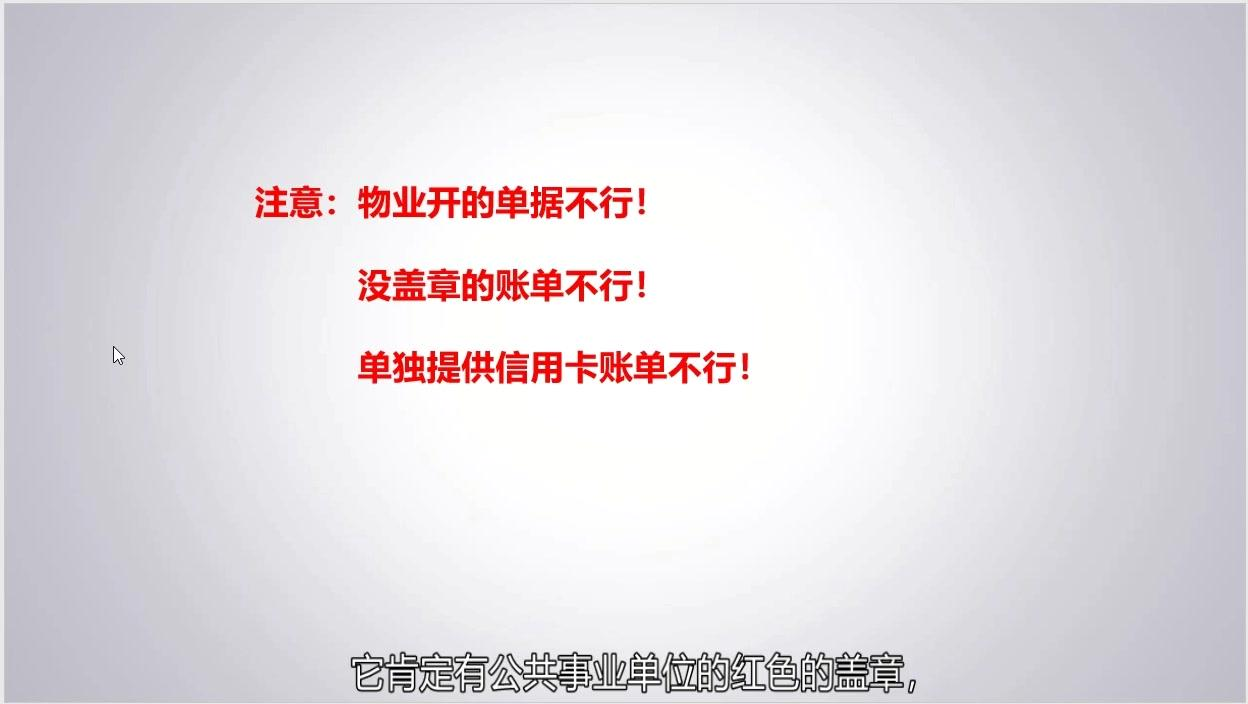 注意：物业开的单据不行！
没盖章的账单不行！
单独提供信用卡账单不行！
它肯定有公共事业单位的红色的盖章，